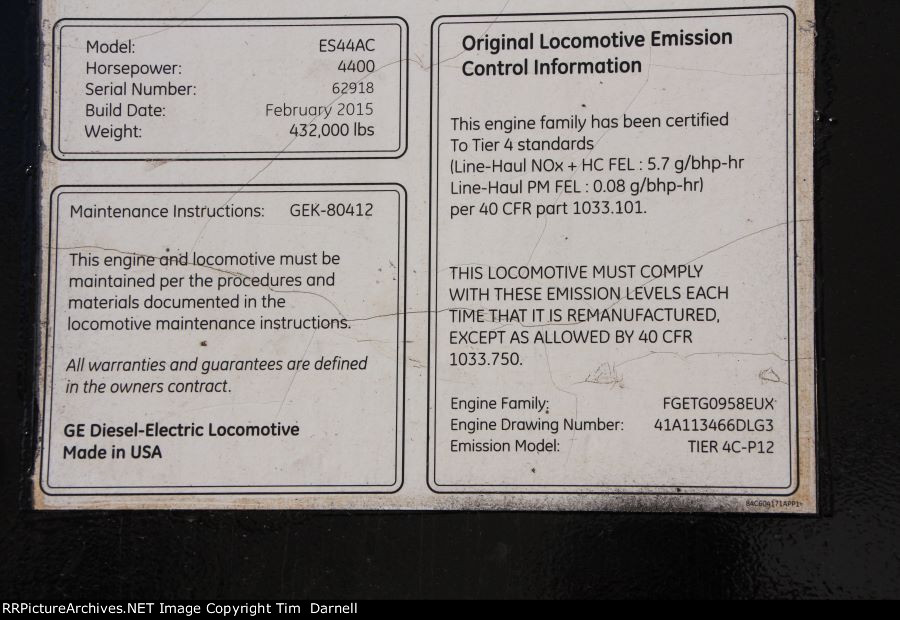 Model: ES44AC
Horsepower: 4400
Serial Number: 62918
Build Date: February 2015
Weight: 432,000 lbs
Maintenance Instructions: GEK-80412
This engine and locomotive must be
maintained per the procedures and
materials documented in the
locomotive maintenance instructions.
All warranties and guarantees are defined
in the owners contract.
GE Diesel-Electric Locomotive
Made in USA
Original Locomotive Emission
Control Information
This engine family has been certified
To Tier 4 standards
(Line-Haul NOx + HC FEL : 5.7 g/bhp-hr
Line-Haul PM FEL : 0.08 g/bhp-hr)
per 40 CFR part 1033.101.
THIS LOCOMOTIVE MUST COMPLY
WITH THESE EMISSION LEVELS EACH
TIME THAT IT IS REMANUFACTURED,
EXCEPT AS ALLOWED BY 40 CFR
1033.750.
Engine Family: FGETG0958EUX
Engine Drawing Number: 41A113466DLG3
Emission Model: TIER 4C-P12
84C604171APP1
RRPictureArchives.NET Image Copyright Tim Darnell